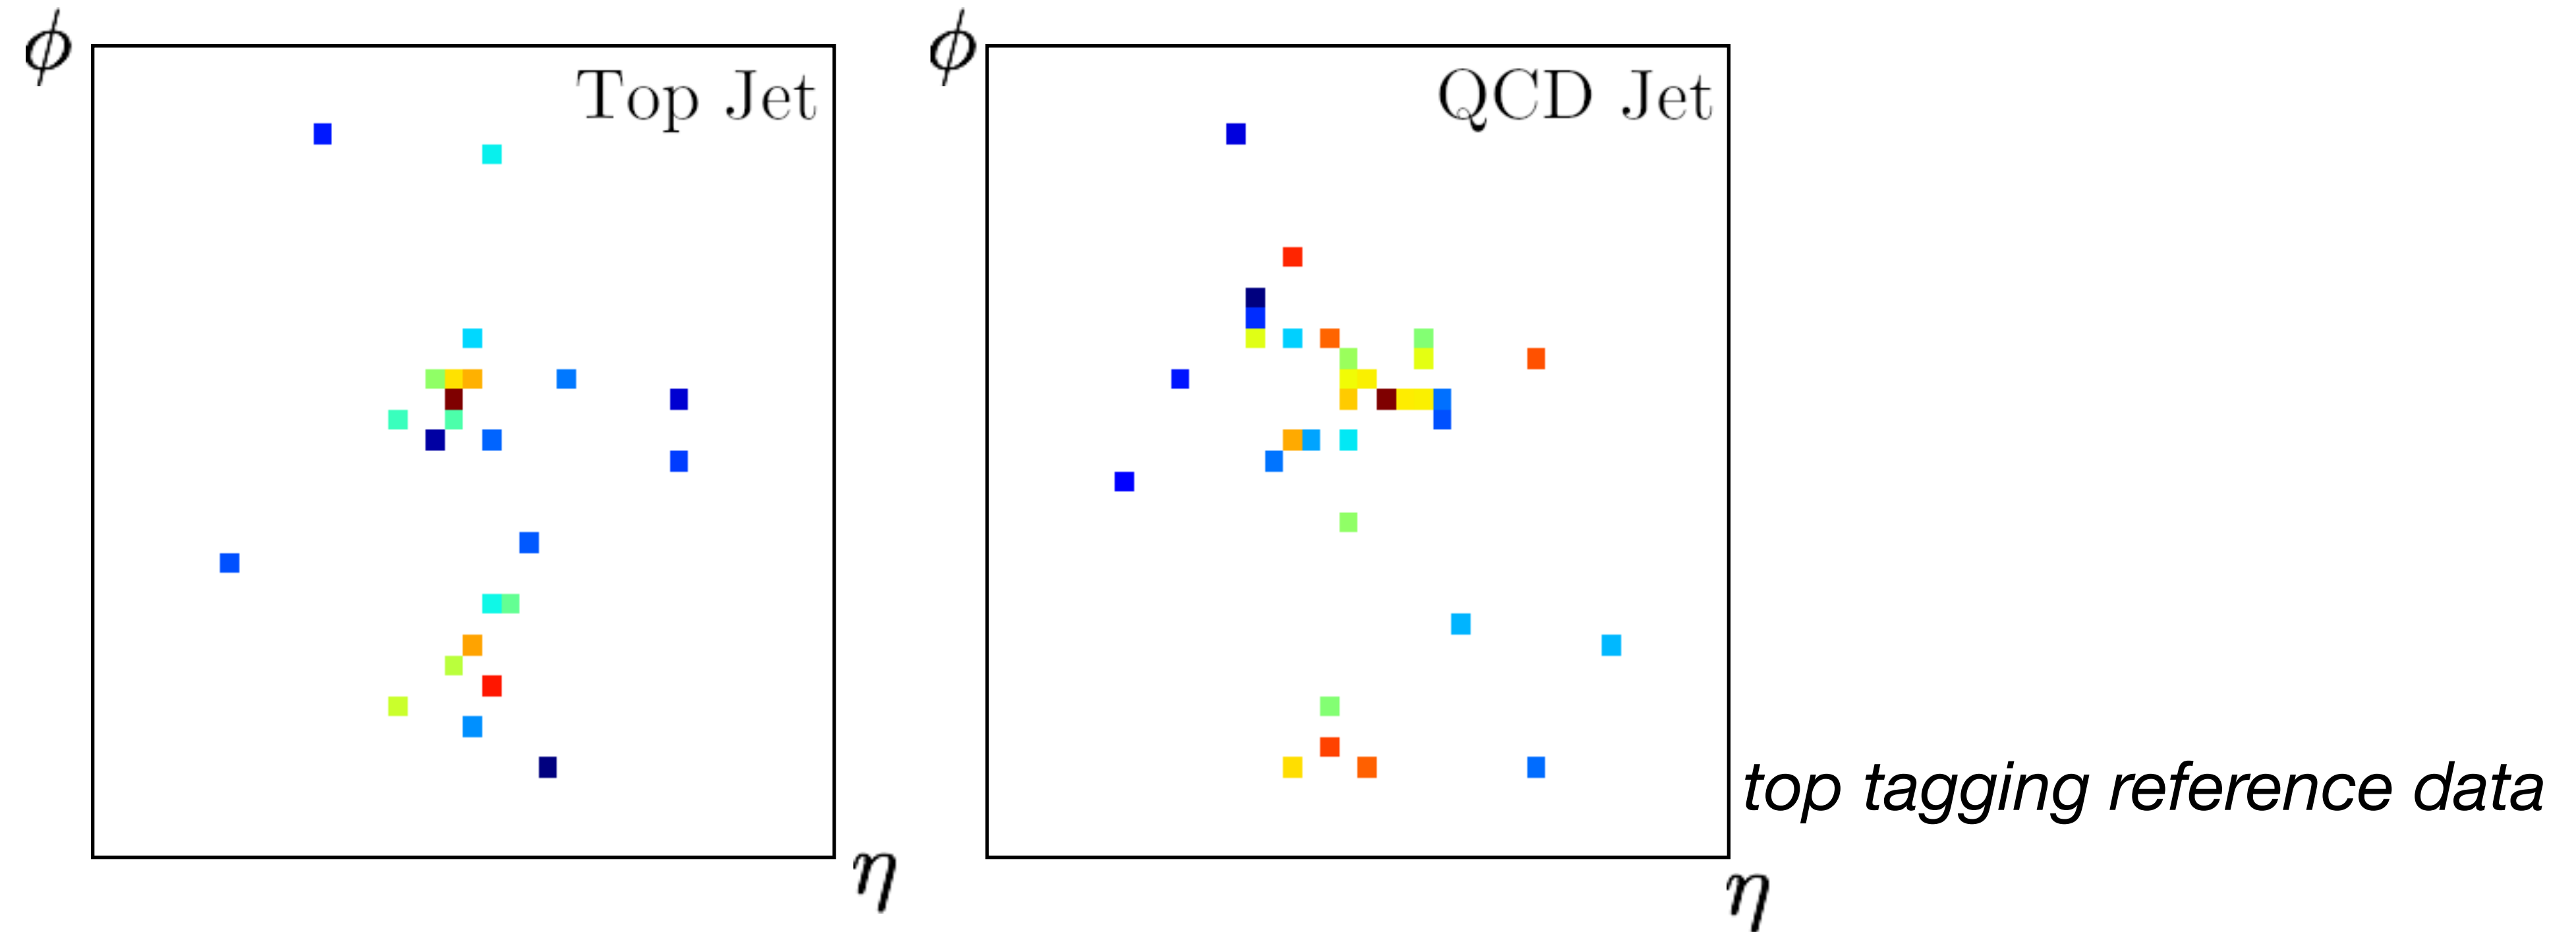 ϕ
Top Jet
η
ϕ
QCD Jet
η
top tagging reference data